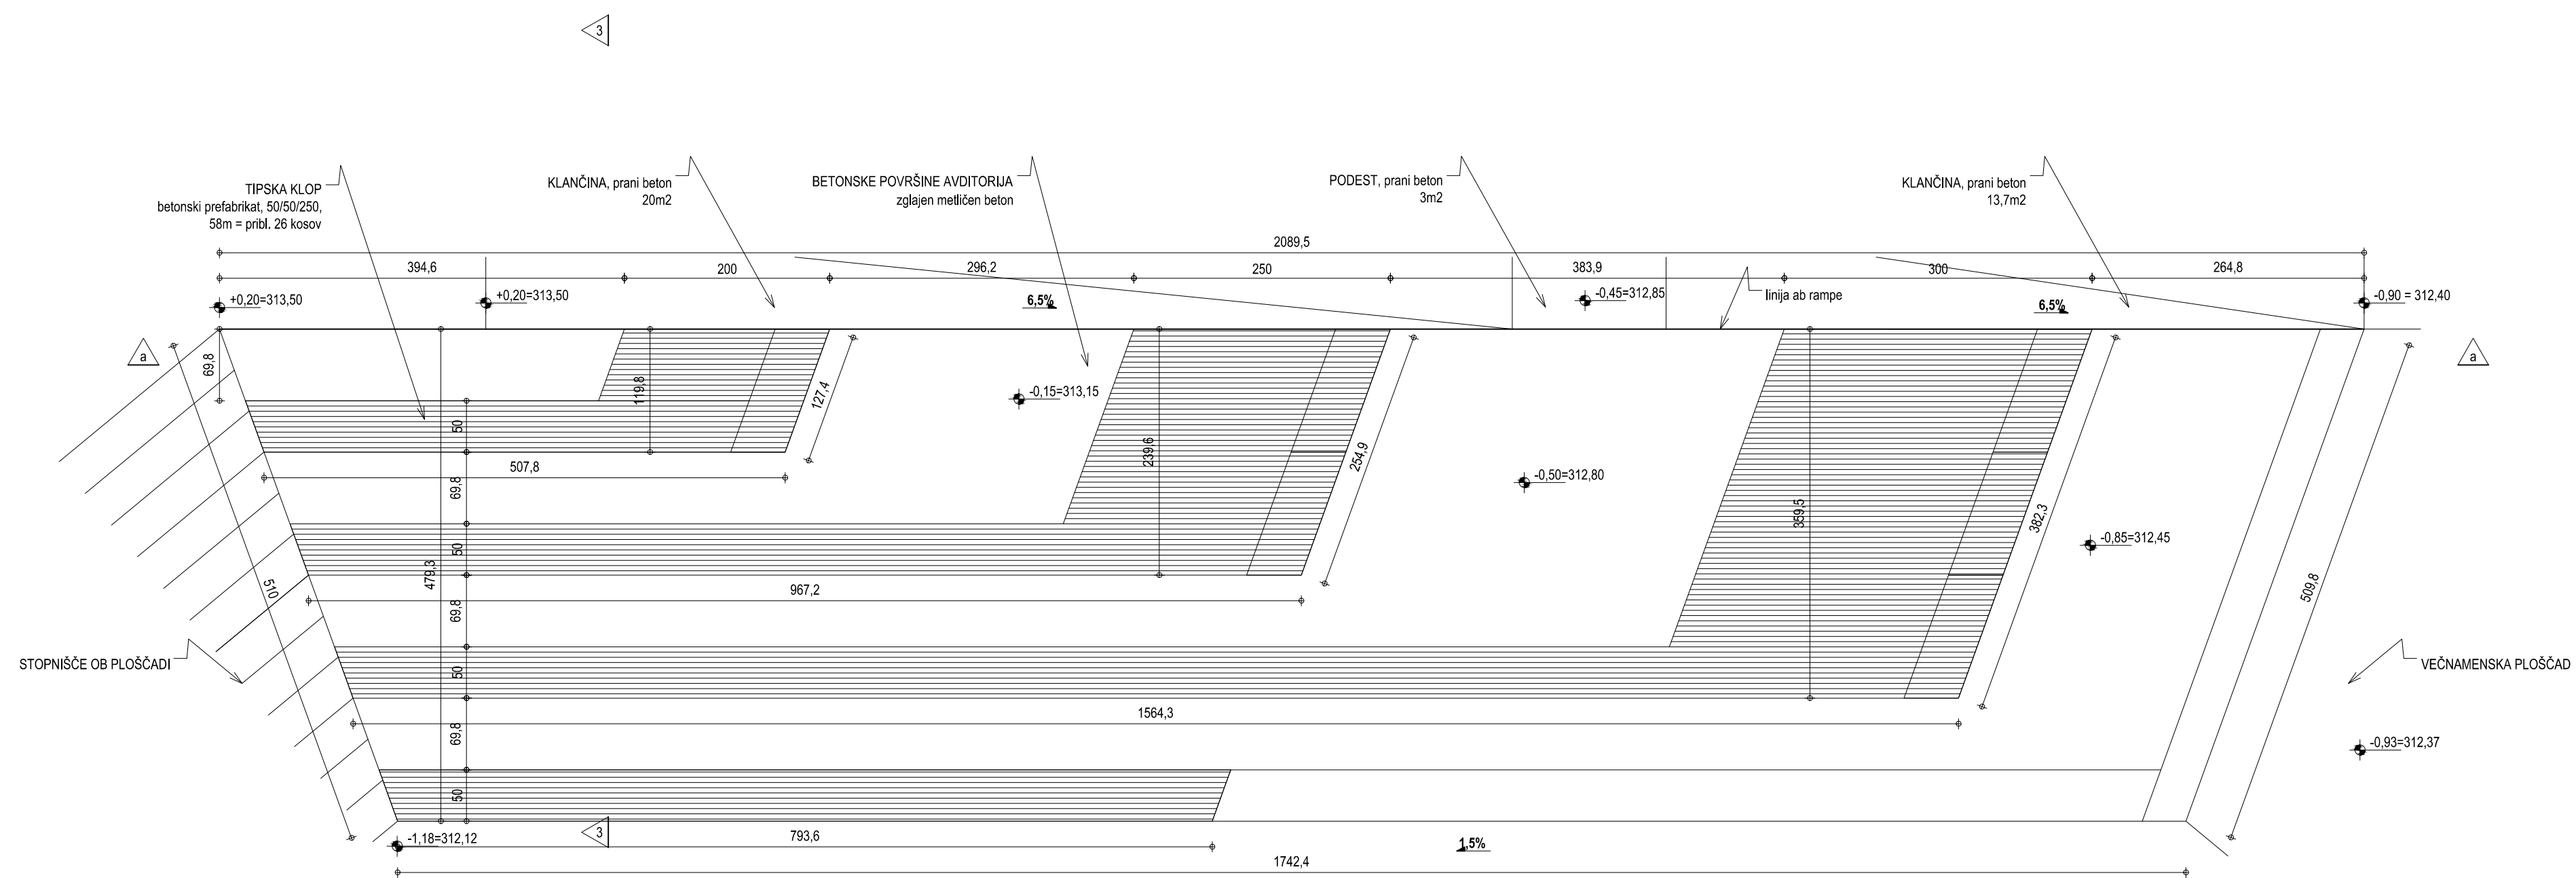 3
TIPSKA KLOP
betonski prefabrikat, 50/50/250,
58m = pribl. 26 kosov
KLANČINA, prani beton
20m2
BETONSKE POVRŠINE AVDITORIJA
zglajen metličen beton
PODEST, prani beton
3m2
KLANČINA, prani beton
13,7m2
2089,5
394,6
200
296,2
250
383,9
300
264,8
+0,20=313,50
+0,20=313,50
6,5%
-0,45=312,85
linija ab rampe
6,5%
-0,90 = 312,40
a
a
69,8
119,8
127,4
-0,15=313,15
50
239,6
254,9
507,8
69,8
-0,50=312,80
359,5
382,3
50
479,3
-0,85=312,45
967,2
510
69,8
509,8
STOPNIŠČE OB PLOŠČADI
VEČNAMENSKA PLOŠČAD
50
1564,3
69,8
-0,93=312,37
50
-1,18=312,12
3
793,6
1,5%
1742,4